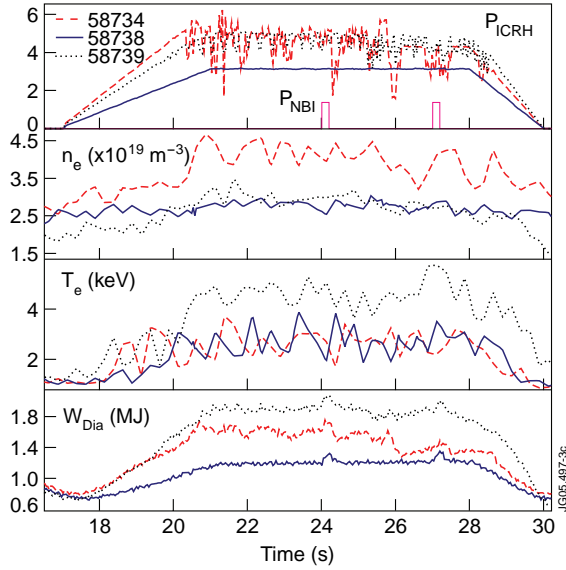 6
4
2
0
58734
58738
58739
P_ICRH
P_NBI
4.5
3.5
2.5
1.5
n_e (x10^19 m^−3)
4
2
T_e (keV)
1.8
1.4
1.0
0.6
W_Dia (MJ)
18 20 22 24 26 28 30
Time (s)
JG05.497-3c